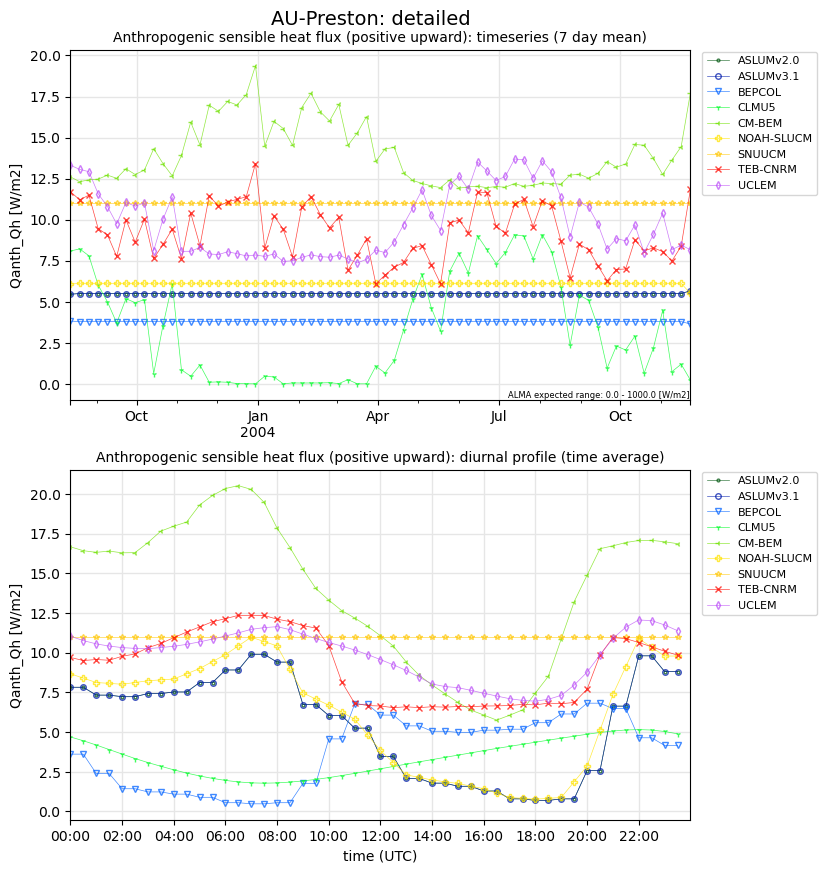 AU-Preston: detailed
Anthropogenic sensible heat flux (positive upward): timeseries (7 day mean)
20.0
17.5
15.0
12.5
10.0
7.5
5.0
2.5
0.0
Qanth_Qh [W/m2]
ALMA expected range: 0.0 - 1000.0 [W/m2]
Oct
Jan
Apr
Jul
Oct
2004
ASLUMv2.0
ASLUMv3.1
BEPCOL
CLMU5
CM-BEM
NOAH-SLUCM
SNUUCM
TEB-CNRM
UCLEM
Anthropogenic sensible heat flux (positive upward): diurnal profile (time average)
20.0
17.5
15.0
12.5
10.0
7.5
5.0
2.5
0.0
Qanth_Qh [W/m2]
00:00
02:00
04:00
06:00
08:00
10:00
12:00
14:00
16:00
18:00
20:00
22:00
time (UTC)
ASLUMv2.0
ASLUMv3.1
BEPCOL
CLMU5
CM-BEM
NOAH-SLUCM
SNUUCM
TEB-CNRM
UCLEM